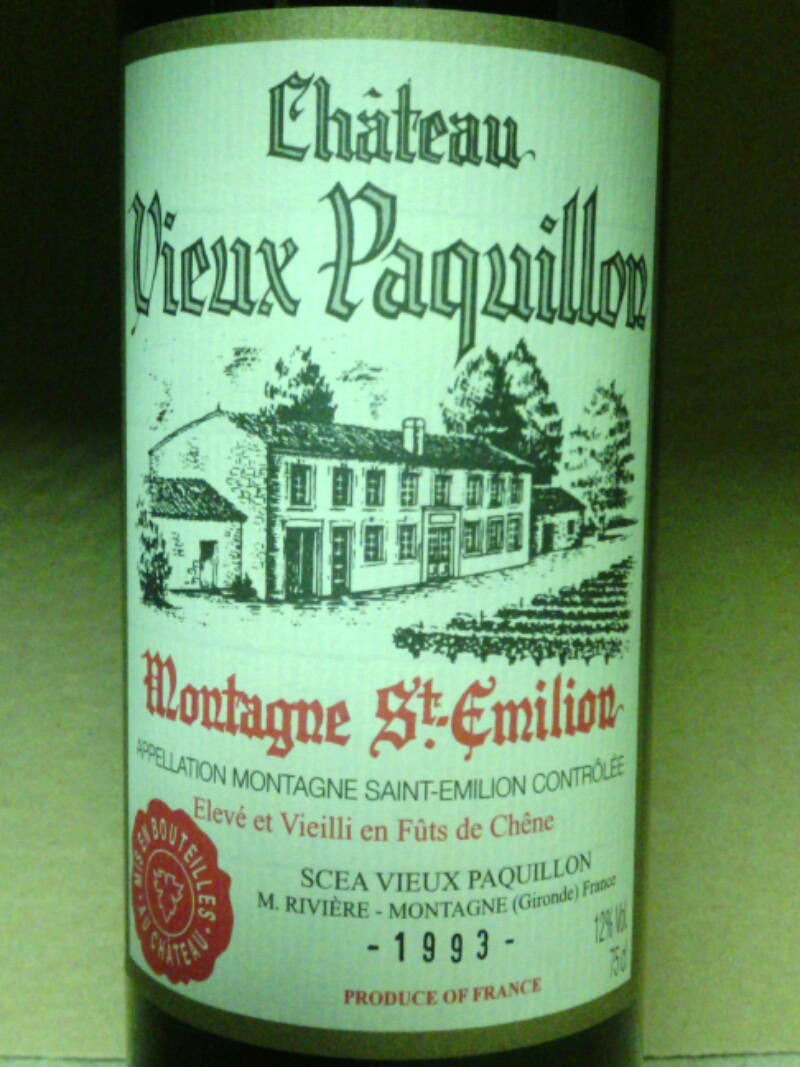 Château
Vieux Paquillon
Montagne St.-Emilion
APPELLATION MONTAGNE SAINT-EMILION CONTRÔLÉE
Elevé et Vieilli en Fûts de Chêne
MIS EN BOUTEILLES
AU CHÂTEAU
SCEA VIEUX PAQUILLON
M. RIVIÈRE - MONTAGNE (Gironde) France
- 1993 -
12% Vol.
75 cl
PRODUCE OF FRANCE